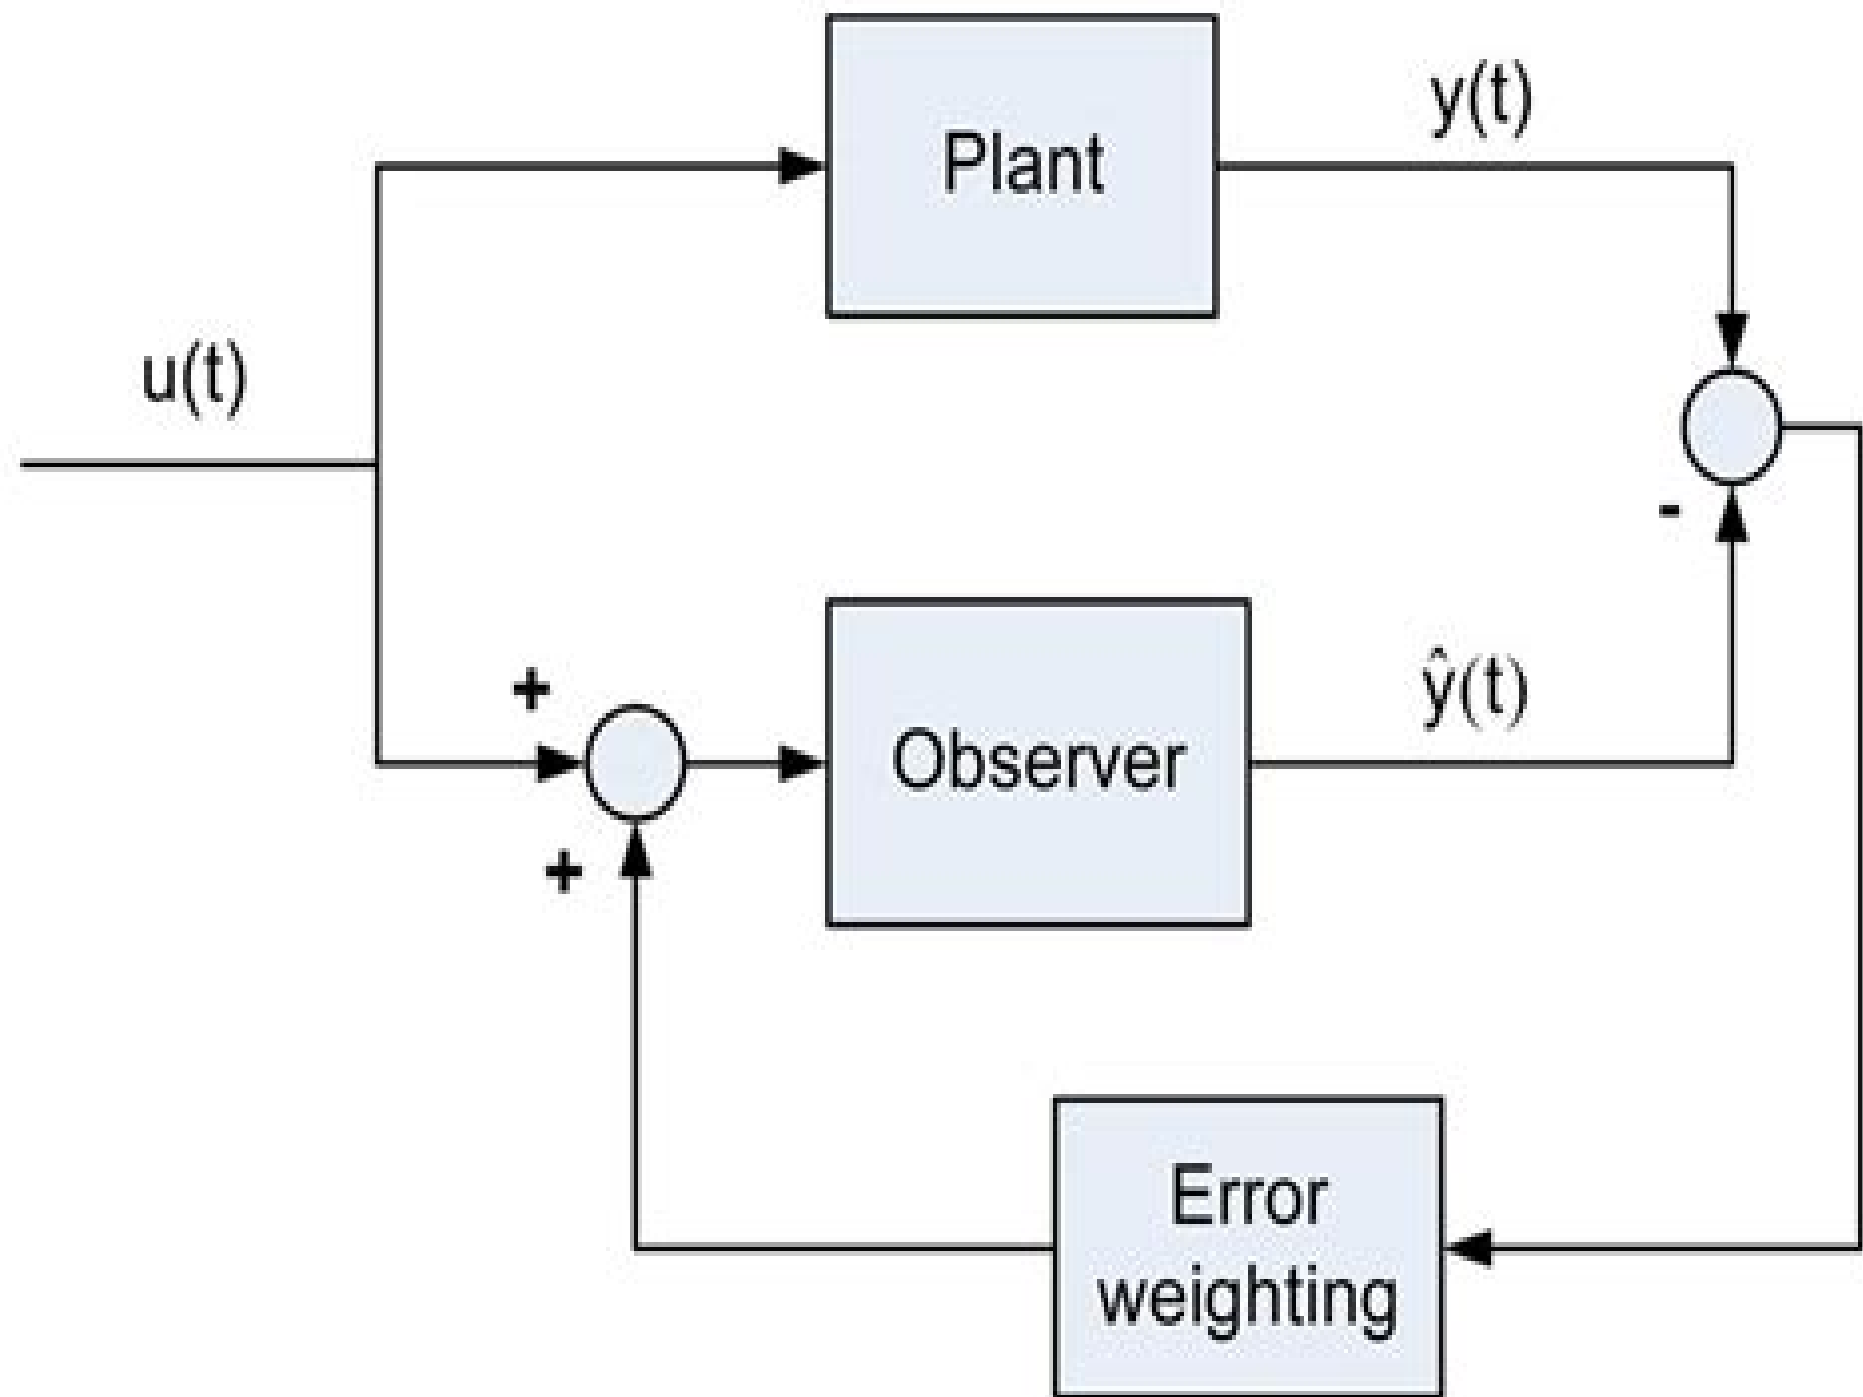 Plant
y(t)
u(t)
-
+
Observer
ŷ(t)
+
Error
weighting